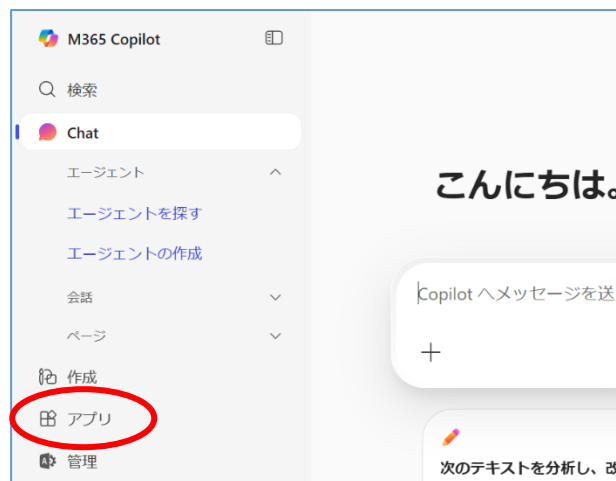 M365 Copilot
検索
Chat
エージェント
エージェントを探す
エージェントの作成
会話
ページ
作成
アプリ
管理
こんにちは。
Copilot へメッセージを送
次のテキストを分析し、改